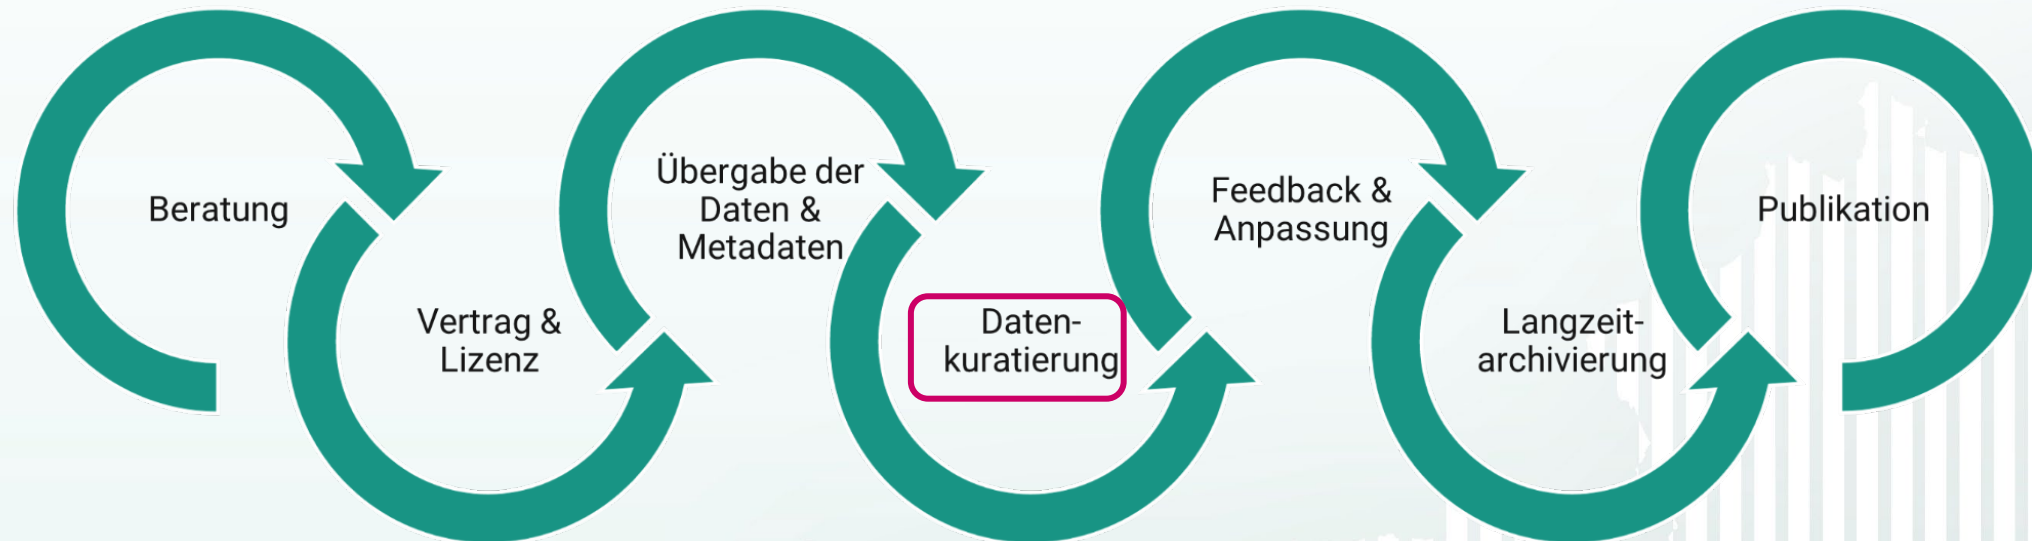 Beratung
Vertrag &
Lizenz
Übergabe der
Daten &
Metadaten
Daten-
kuratierung
Feedback &
Anpassung
Langzeit-
archivierung
Publikation